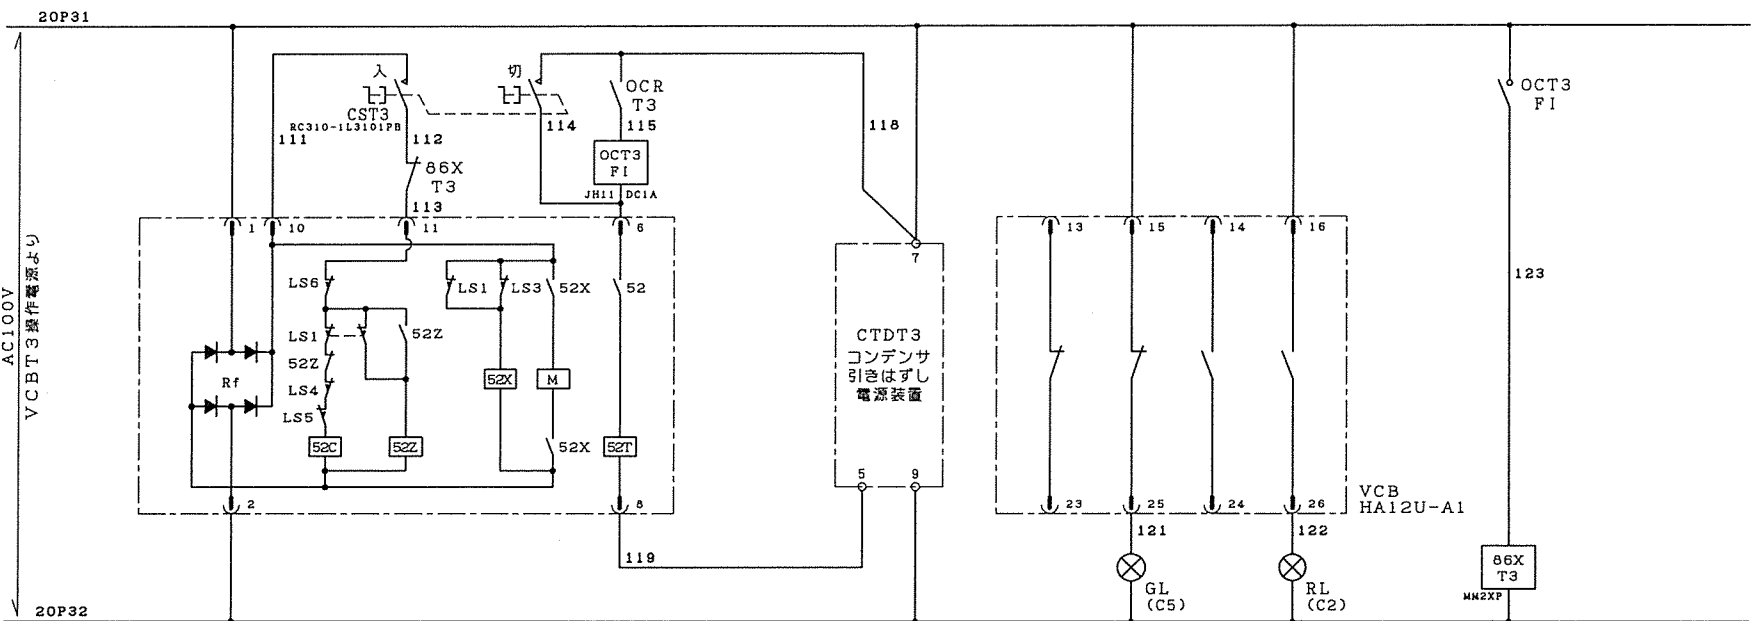 20P31
AC100V
VCBT3操作電源より
20P32
入
CST3
RC310-1L3101PB
111
112
86X
T3
113
切
114
OCR
T3
115
OCT3
FI
JH11
DC1A
118
1
10
11
6
LS6
LS1
52Z
52Z
LS4
LS5
52C
52Z
Rf
LS1
LS3
52X
52
52X
M
52X
52T
2
8
119
7
CTDT3
コンデンサ
引きはずし
電源装置
5
9
13
15
14
16
23
25
24
26
VCB
HA12U-A1
121
122
GL
(C5)
RL
(C2)
OCT3
FI
123
86X
T3
MM2XP